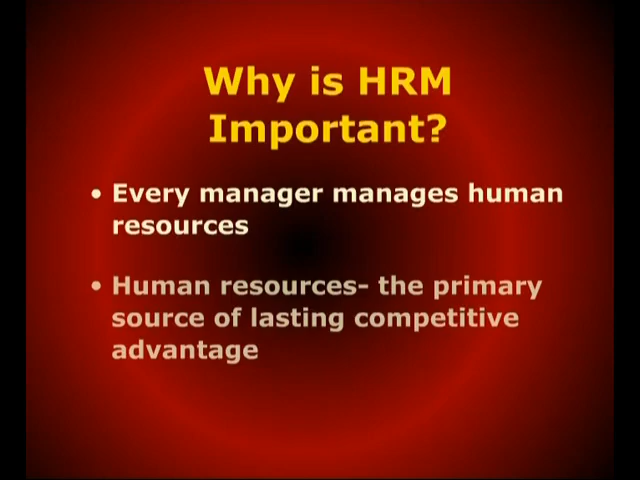 Why is HRM
Important?
• Every manager manages human
resources
• Human resources- the primary
source of lasting competitive
advantage